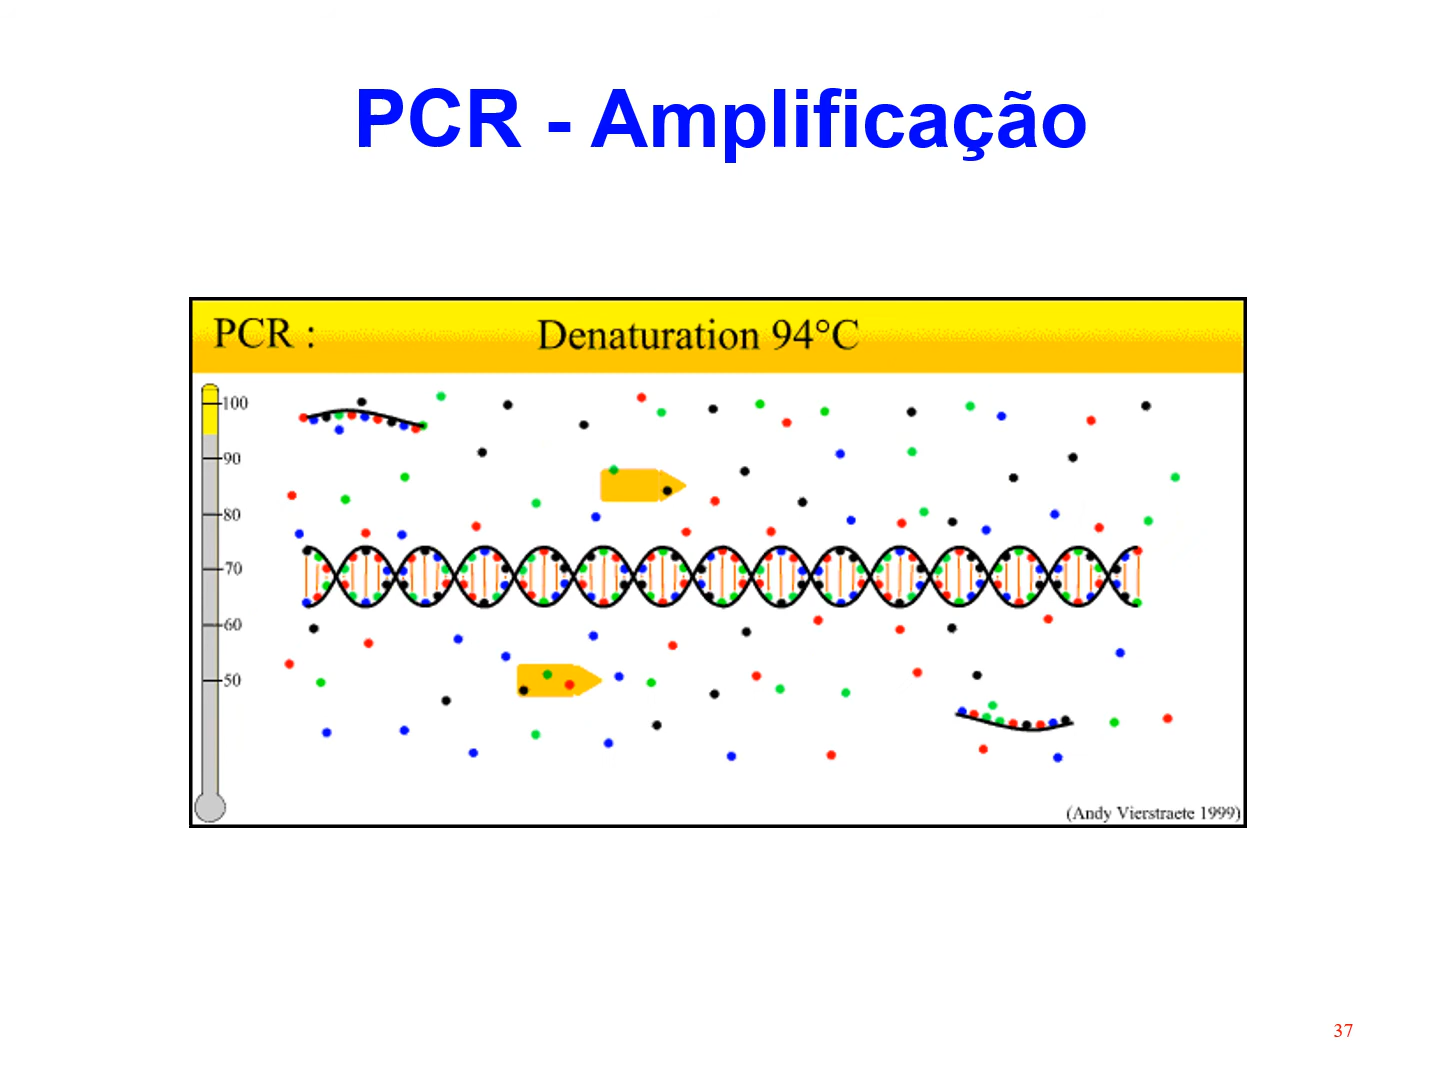 PCR - Amplificação
PCR : Denaturation 94°C
100
90
80
70
60
50
(Andy Vierstraete 1999)
37